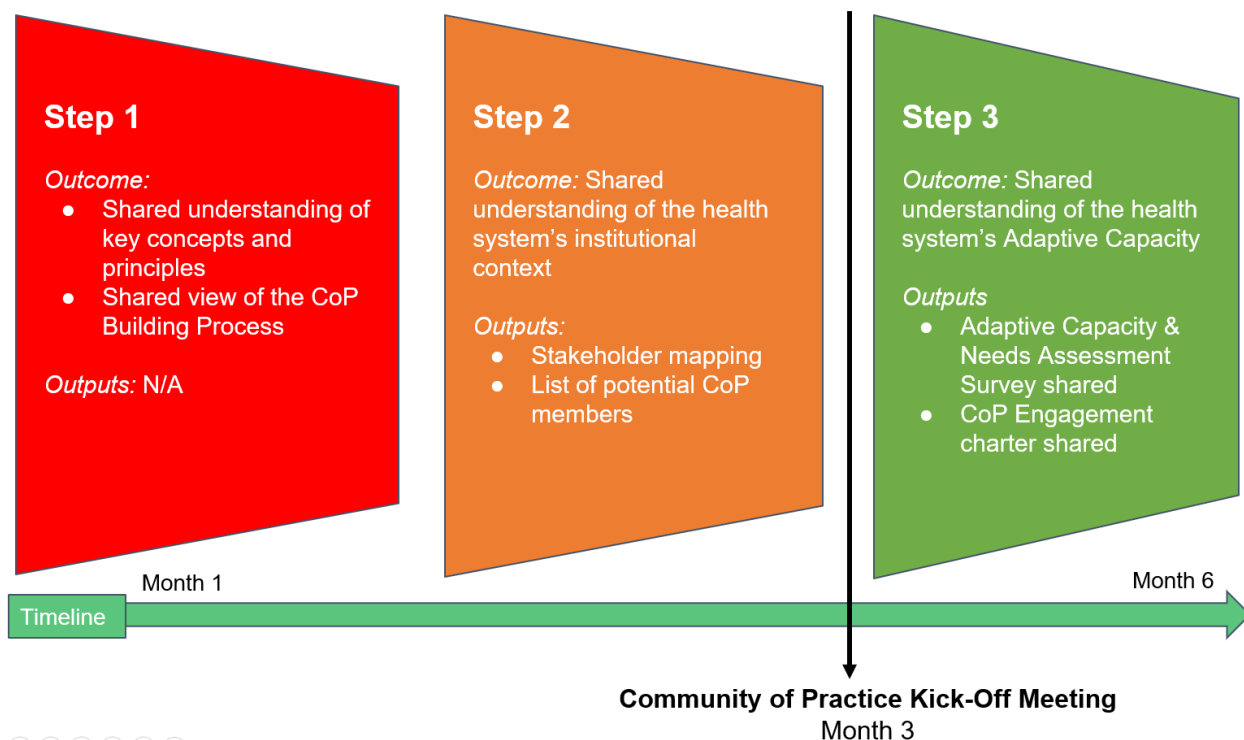 Step 1
Outcome:
● Shared understanding of
key concepts and
principles
● Shared view of the CoP
Building Process
Outputs: N/A
Step 2
Outcome: Shared
understanding of the health
system’s institutional
context
Outputs:
● Stakeholder mapping
● List of potential CoP
members
Step 3
Outcome: Shared
understanding of the health
system’s Adaptive Capacity
Outputs
● Adaptive Capacity &
Needs Assessment
Survey shared
● CoP Engagement
charter shared
Month 1
Month 6
Timeline
Community of Practice Kick-Off Meeting
Month 3